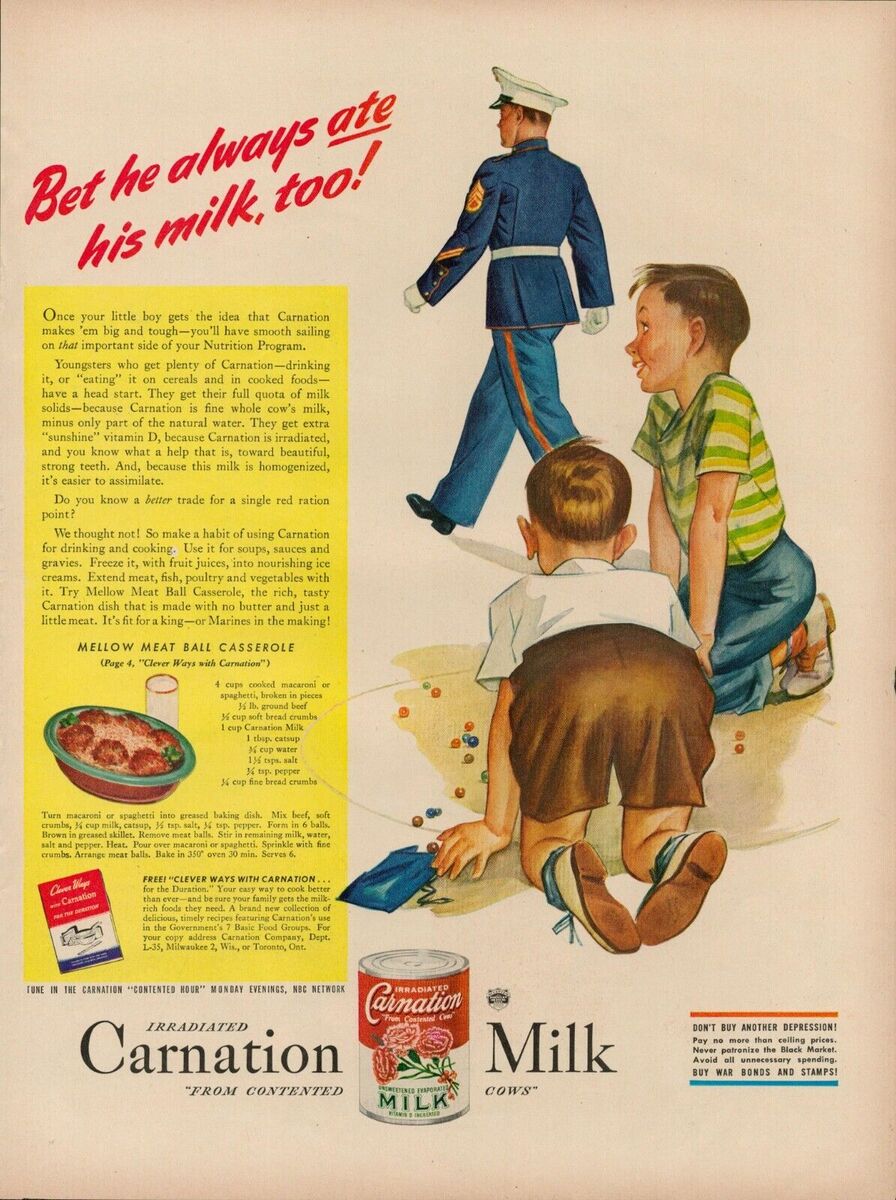 Bet he always ate
his milk, too!
Once your little boy gets the idea that Carnation
makes 'em big and tough—you'll have smooth sailing
on that important side of your Nutrition Program.
Youngsters who get plenty of Carnation—drinking
it, or "eating" it on cereals and in cooked foods—
have a head start. They get their full quota of milk
solids—because Carnation is fine whole cow's milk,
minus only part of the natural water. They get extra
"sunshine" vitamin D, because Carnation is irradiated,
and you know what a help that is, toward beautiful,
strong teeth. And, because this milk is homogenized,
it's easier to assimilate.
Do you know a better trade for a single red ration
point?
We thought not! So make a habit of using Carnation
for drinking and cooking. Use it for soups, sauces and
gravies. Freeze it, with fruit juices, into nourishing ice
creams. Extend meat, fish, poultry and vegetables with
it. Try Mellow Meat Ball Casserole, the rich, tasty
Carnation dish that is made with no butter and just a
little meat. It's fit for a king—or Marines in the making!
MELLOW MEAT BALL CASSEROLE
(Page 4, "Clever Ways with Carnation")
4 cups cooked macaroni or
spaghetti, broken in pieces
½ lb. ground beef
½ cup soft bread crumbs
1 cup Carnation Milk
1 tbsp. catsup
¾ cup water
1½ tsps. salt
¼ tsp. pepper
¼ cup fine bread crumbs
Turn macaroni or spaghetti into greased baking dish. Mix beef, soft
crumbs, ¼ cup milk, catsup, ½ tsp. salt, ⅛ tsp. pepper. Form in 6 balls.
Brown in greased skillet. Remove meat balls. Stir in remaining milk, water,
salt and pepper. Heat. Pour over macaroni or spaghetti. Sprinkle with fine
crumbs. Arrange meat balls. Bake in 350° oven 30 min. Serves 6.
Clever Ways
with Carnation
FOR THE DURATION
FREE! "CLEVER WAYS WITH CARNATION . . .
for the Duration." Your easy way to cook better
than ever—and be sure your family gets the milk-
rich foods they need. A brand new collection of
delicious, timely recipes featuring Carnation's use
in the Government's 7 Basic Food Groups. For
your copy address Carnation Company, Dept.
L-35, Milwaukee 2, Wis., or Toronto, Ont.
TUNE IN THE CARNATION "CONTENTED HOUR" MONDAY EVENINGS, NBC NETWORK
IRRADIATED
Carnation Milk
"FROM CONTENTED COWS"
IRRADIATED
Carnation
"From Contented Cows"
UNSWEETENED EVAPORATED
MILK
VITAMIN D INCREASED
DON'T BUY ANOTHER DEPRESSION!
Pay no more than ceiling prices.
Never patronize the Black Market.
Avoid all unnecessary spending.
BUY WAR BONDS AND STAMPS!